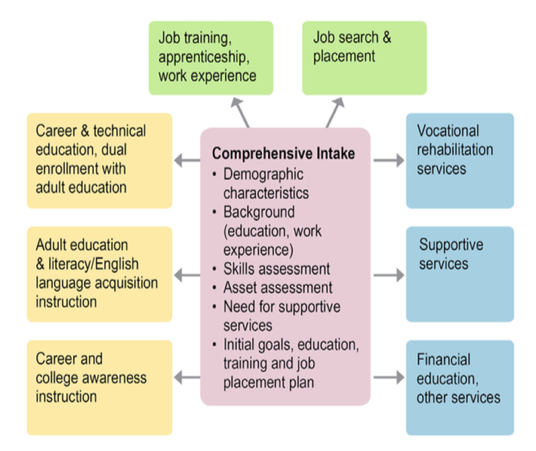 Job training,
apprenticeship,
work experience
Job search &
placement
Career & technical
education, dual
enrollment with
adult education
Adult education
& literacy/English
language acquisition
instruction
Career and
college awareness
instruction
Comprehensive Intake
• Demographic
characteristics
• Background
(education, work
experience)
• Skills assessment
• Asset assessment
• Need for supportive
services
• Initial goals, education,
training and job
placement plan
Vocational
rehabilitation
services
Supportive
services
Financial
education,
other services